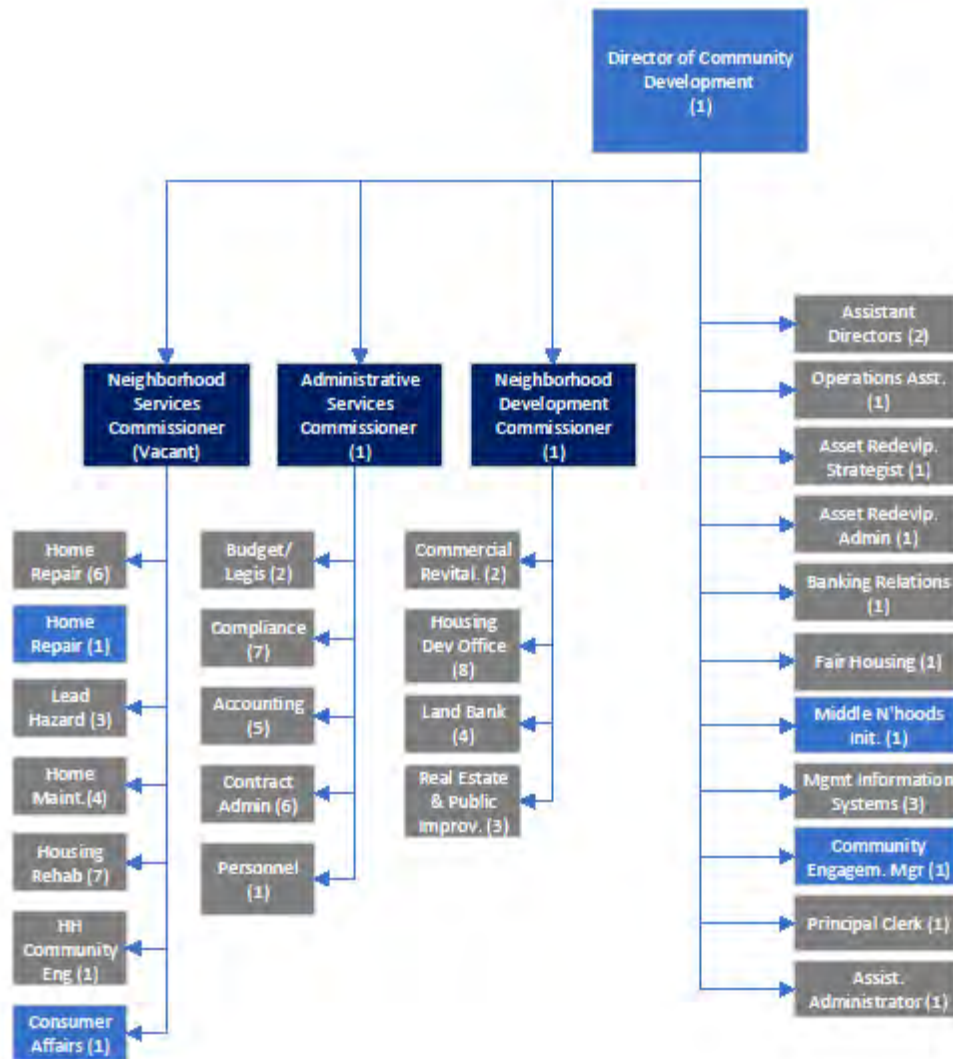 Director of Community
Development
(1)
Neighborhood
Services
Commissioner
(Vacant)
Administrative
Services
Commissioner
(1)
Neighborhood
Development
Commissioner
(1)
Home
Repair (6)
Home
Repair (1)
Lead
Hazard (3)
Home
Maint.(4)
Housing
Rehab (7)
HH
Community
Eng (1)
Consumer
Affairs (1)
Budget/
Legis (2)
Compliance
(7)
Accounting
(5)
Contract
Admin (6)
Personnel
(1)
Commercial
Revital. (2)
Housing
Dev Office
(8)
Land Bank
(4)
Real Estate
& Public
Improv. (3)
Assistant
Directors (2)
Operations Asst.
(1)
Asset Redevlp.
Strategist (1)
Asset Redevlp.
Admin (1)
Banking Relations
(1)
Fair Housing (1)
Middle N'hoods
Init. (1)
Mgmt Information
Systems (3)
Community
Engagem. Mgr (1)
Principal Clerk (1)
Assist.
Administrator (1)